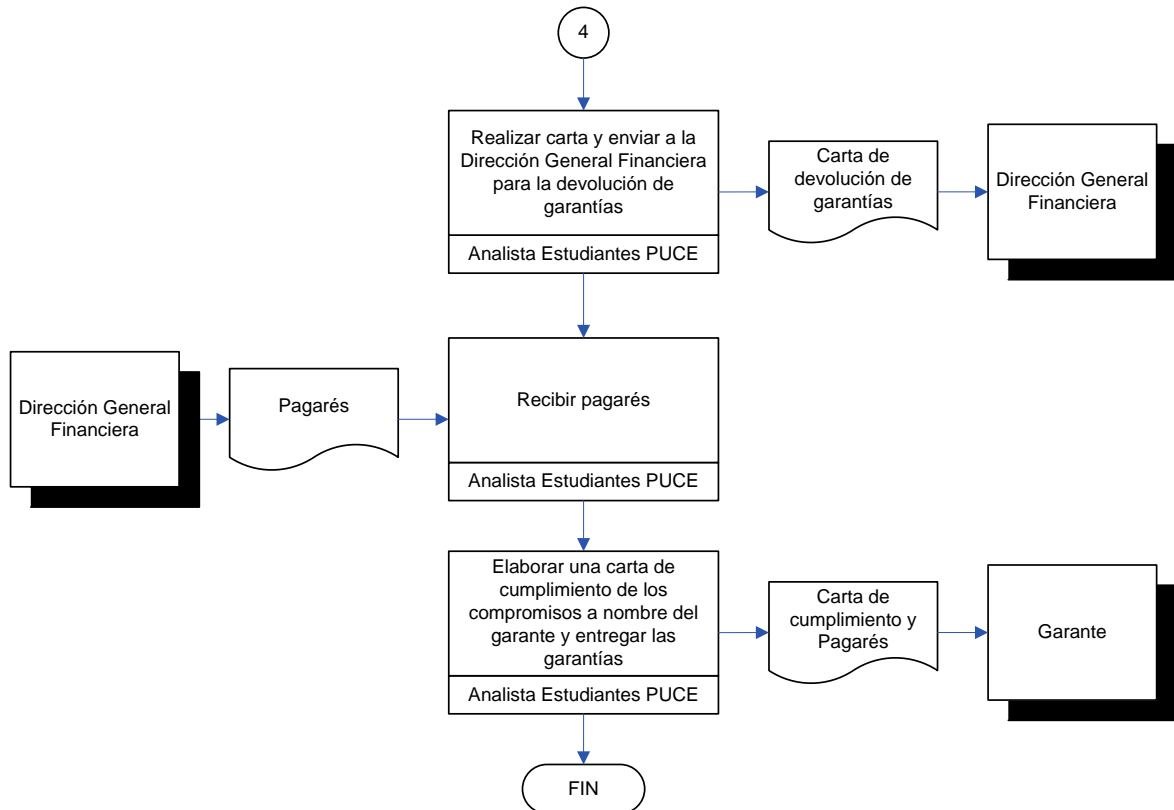 4
Realizar carta y enviar a la
Dirección General Financiera
para la devolución de
garantías
Analista Estudiantes PUCE
Carta de
devolución de
garantías
Dirección General
Financiera
Dirección General
Financiera
Pagarés
Recibir pagarés
Analista Estudiantes PUCE
Elaborar una carta de
cumplimiento de los
compromisos a nombre del
garante y entregar las
garantías
Analista Estudiantes PUCE
Carta de
cumplimiento y
Pagarés
Garante
FIN